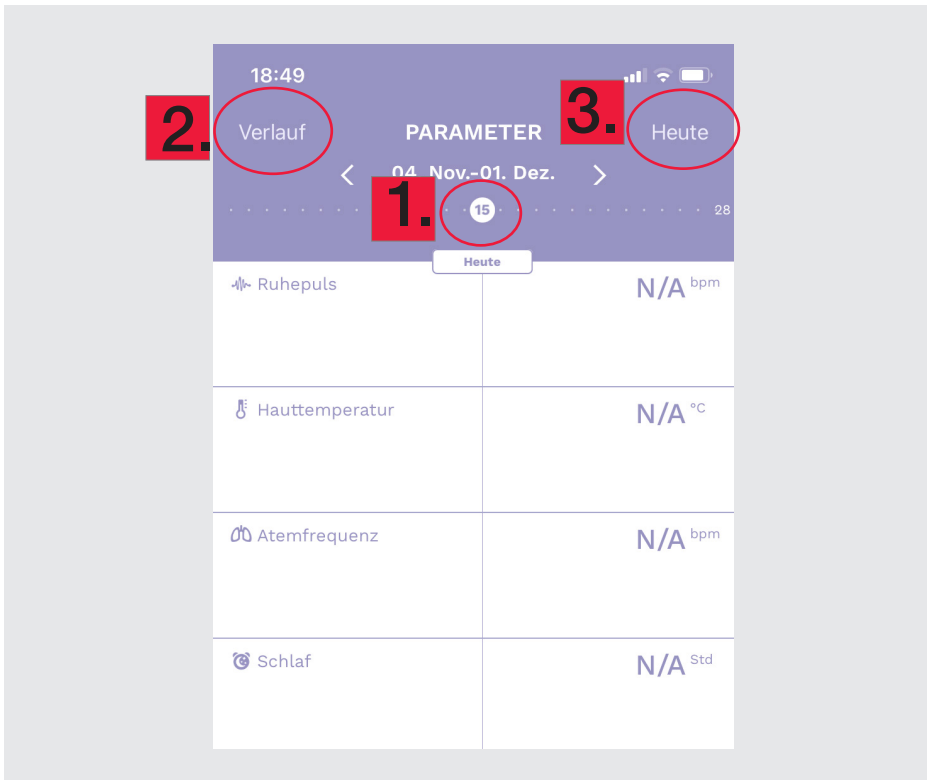 18:49
2. Verlauf PARAMETER 3. Heute
04. Nov.-01. Dez.
1. 15 28
Heute
Ruhepuls N/A bpm
Hauttemperatur N/A °C
Atemfrequenz N/A bpm
Schlaf N/A Std